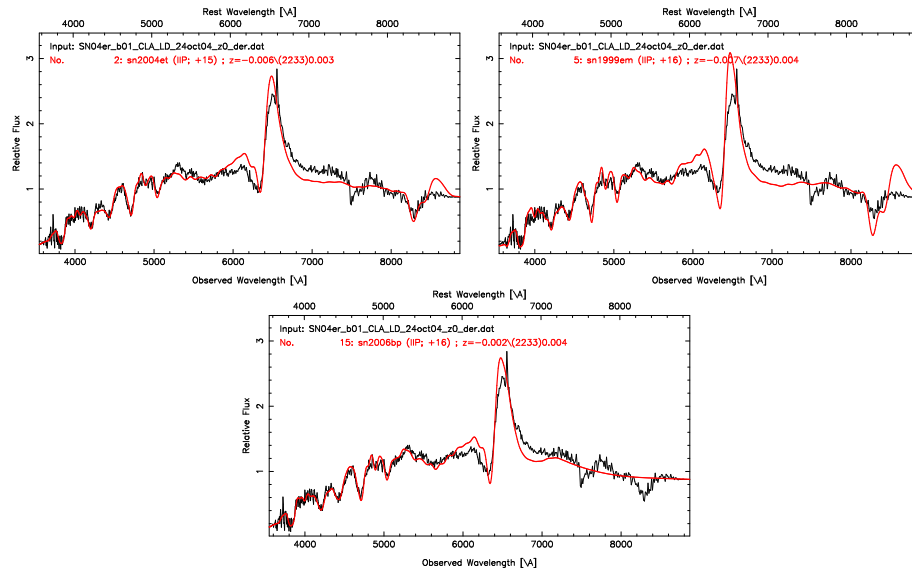 Rest Wavelength [\A]
Rest Wavelength [\A]
4000 5000 6000 7000 8000
4000 5000 6000 7000 8000
Input: SN04er_b01_CLA_LD_24oct04_z0_der.dat
No. 2: sn2004et (IIP; +15) ; z=-0.006\(2233)0.003
Input: SN04er_b01_CLA_LD_24oct04_z0_der.dat
No. 5: sn1999em (IIP; +16) ; z=-0.007\(2233)0.004
Relative Flux
1 2 3
Relative Flux
1 2 3
4000 5000 6000 7000 8000
4000 5000 6000 7000 8000
Observed Wavelength [\A]
Observed Wavelength [\A]
Rest Wavelength [\A]
4000 5000 6000 7000 8000
Input: SN04er_b01_CLA_LD_24oct04_z0_der.dat
No. 15: sn2006bp (IIP; +16) ; z=-0.002\(2233)0.004
Relative Flux
1 2 3
4000 5000 6000 7000 8000
Observed Wavelength [\A]